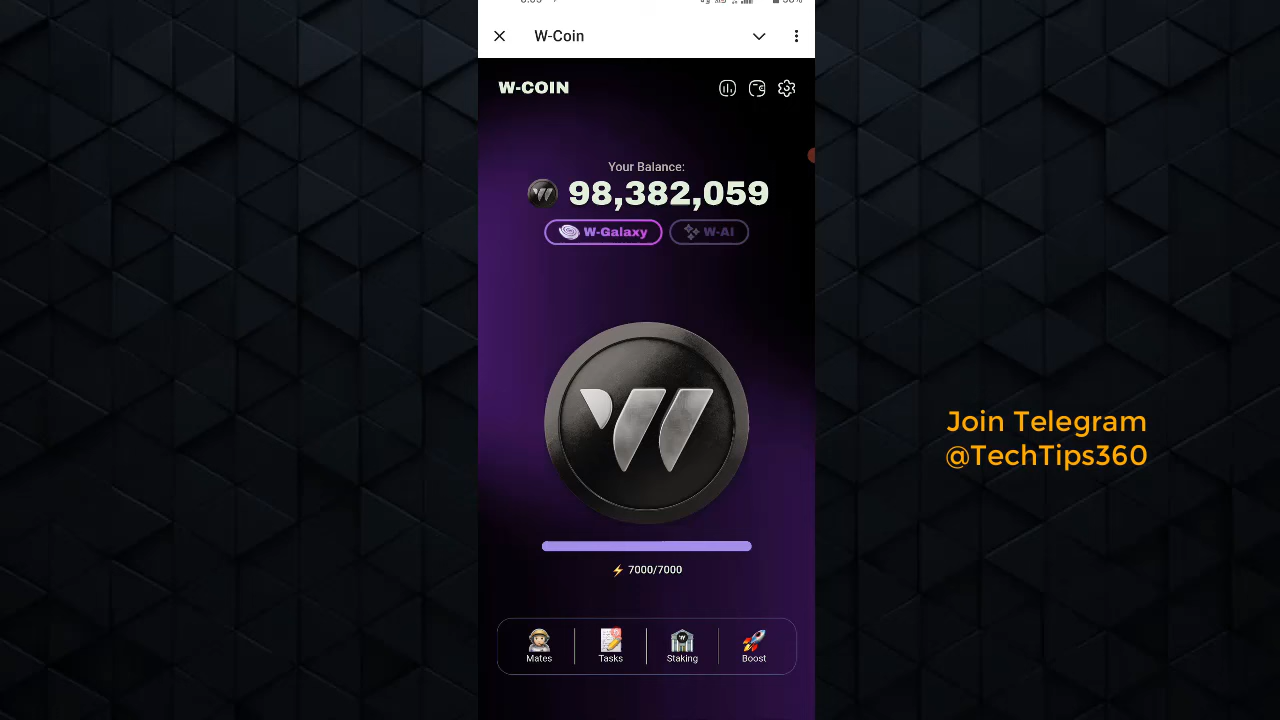 W-Coin
W-COIN
Your Balance:
98,382,059
W-Galaxy
W-AI
7000/7000
Mates
Tasks
Staking
Boost
Join Telegram
@TechTips360